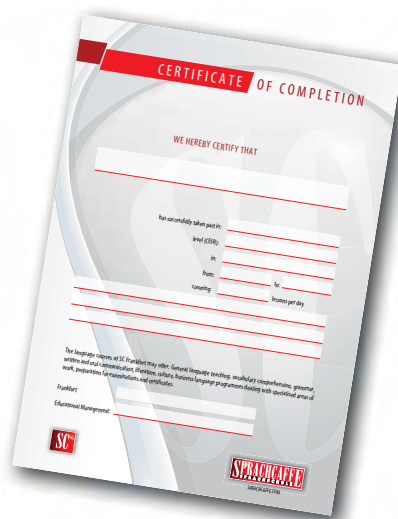 CERTIFICATE OF COMPLETION
WE HEREBY CERTIFY THAT
has successfully taken part in:
level (CEFR):
in:
from: to:
covering: lessons per day
The language courses of SC Frankfurt may offer: General language teaching, vocabulary comprehension, grammar,
written and oral communication, literature, culture, business language programmes dealing with specialised areas of
work, preparation for examinations and certificates.
Frankfurt
Educational Management:
SC
SPRACHCAFFE
SPRACHCAFFE.COM